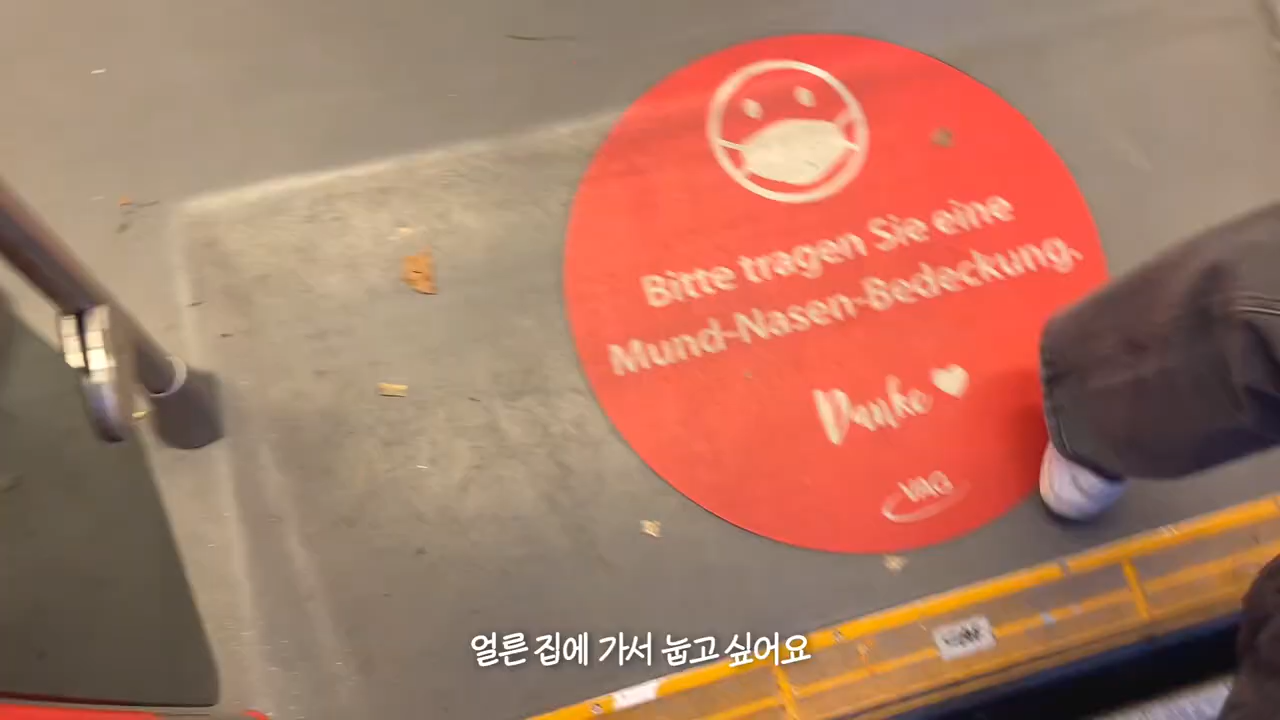 Bitte tragen Sie eine
Mund-Nasen-Bedeckung.
Danke
VAG
얼른 집에 가서 눕고 싶어요